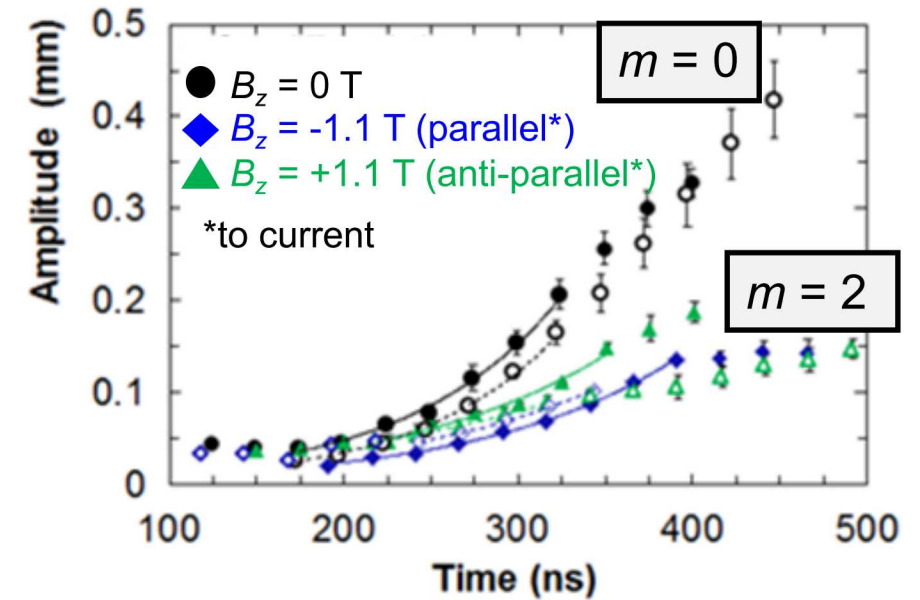 0.5
m = 0
B_z = 0 T
0.4
B_z = -1.1 T (parallel*)
B_z = +1.1 T (anti-parallel*)
0.3
*to current
Amplitude (mm)
m = 2
0.2
0.1
0
100 200 300 400 500
Time (ns)